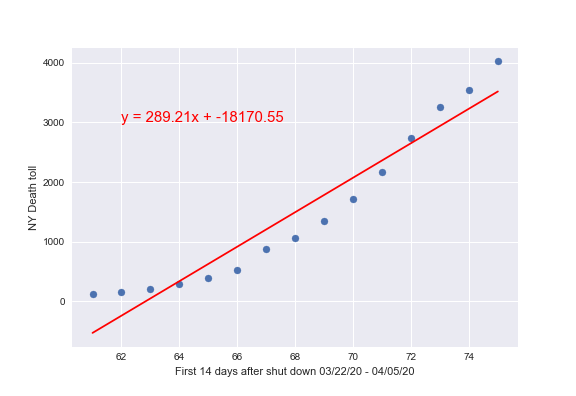 4000
3000
2000
1000
0
y = 289.21x + -18170.55
NY Death toll
62 64 66 68 70 72 74
First 14 days after shut down 03/22/20 - 04/05/20